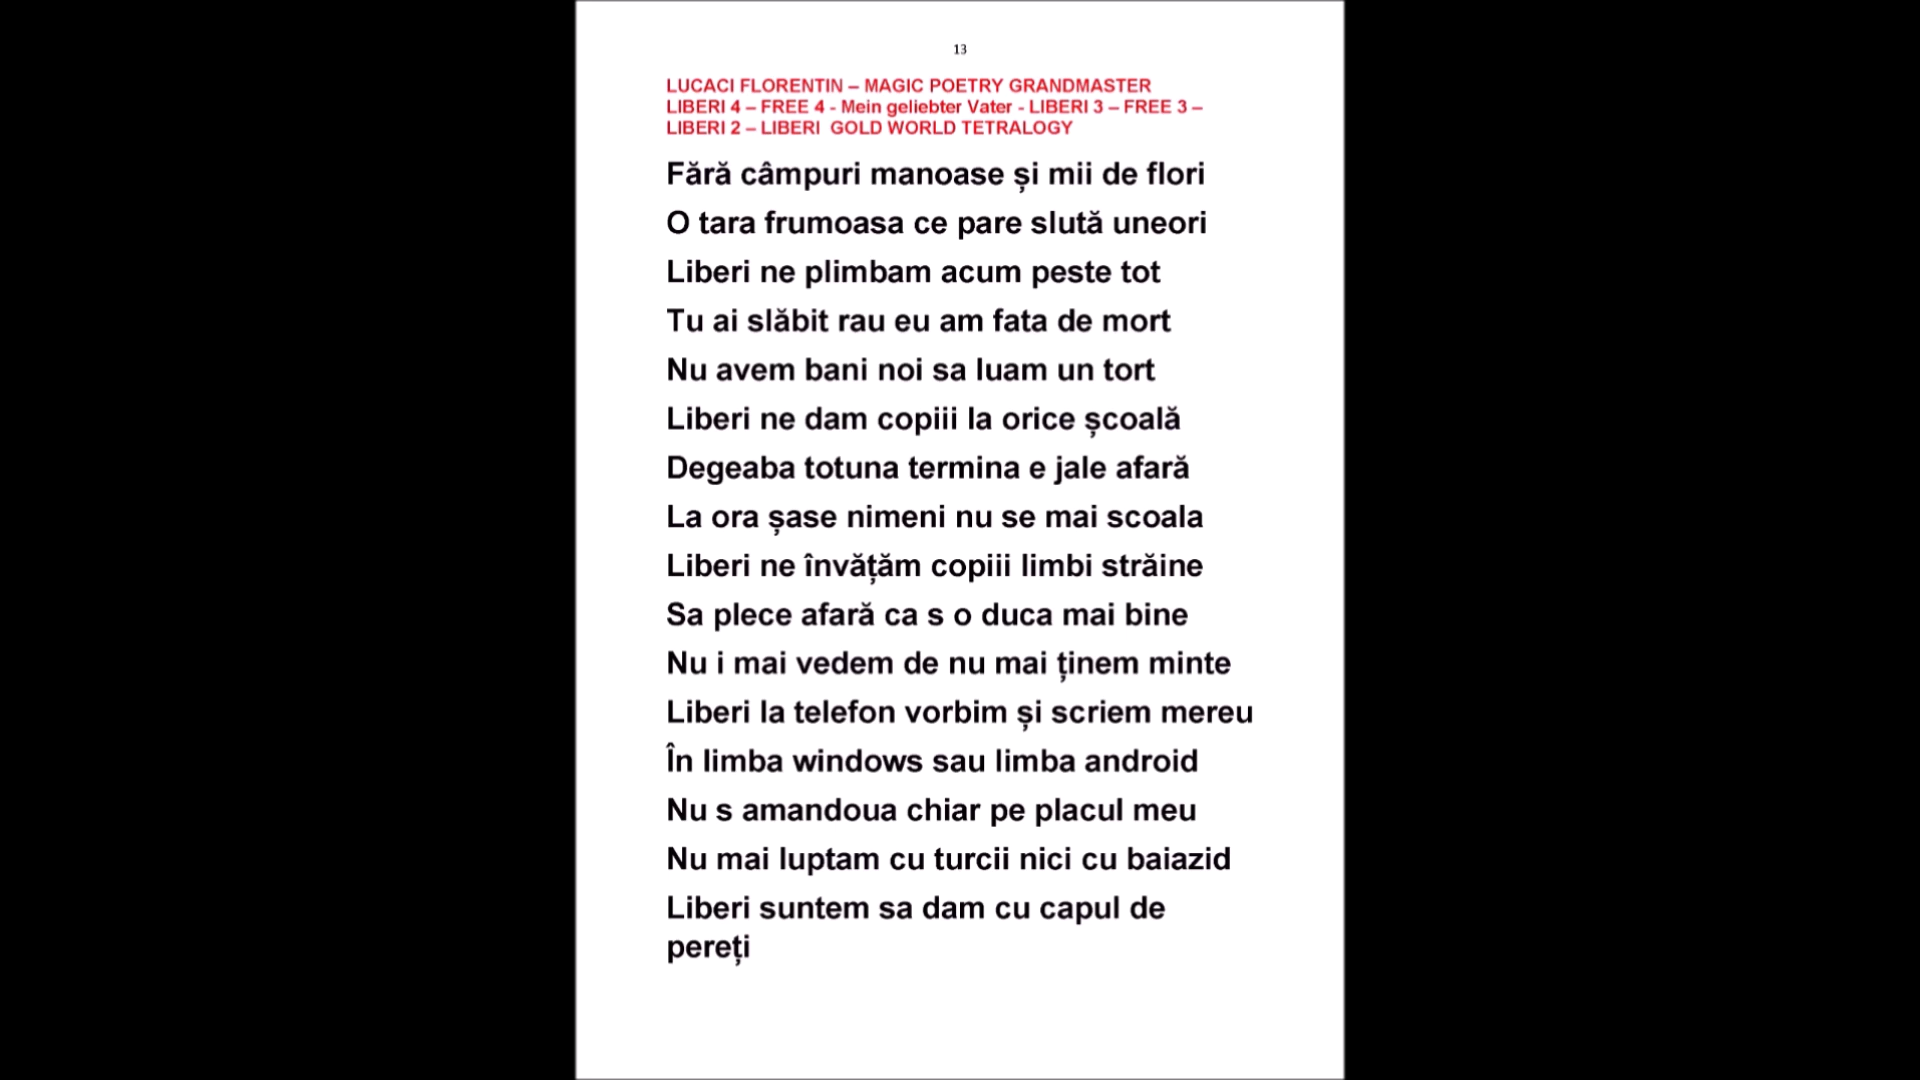 13
LUCACI FLORENTIN – MAGIC POETRY GRANDMASTER
LIBERI 4 – FREE 4 - Mein geliebter Vater - LIBERI 3 – FREE 3 –
LIBERI 2 – LIBERI  GOLD WORLD TETRALOGY
Fără câmpuri manoase și mii de flori
O tara frumoasa ce pare slută uneori
Liberi ne plimbam acum peste tot
Tu ai slăbit rau eu am fata de mort
Nu avem bani noi sa luam un tort
Liberi ne dam copiii la orice școală
Degeaba totuna termina e jale afară
La ora șase nimeni nu se mai scoala
Liberi ne învățăm copiii limbi străine
Sa plece afară ca s o duca mai bine
Nu i mai vedem de nu mai ținem minte
Liberi la telefon vorbim și scriem mereu
În limba windows sau limba android
Nu s amandoua chiar pe placul meu
Nu mai luptam cu turcii nici cu baiazid
Liberi suntem sa dam cu capul de
pereți